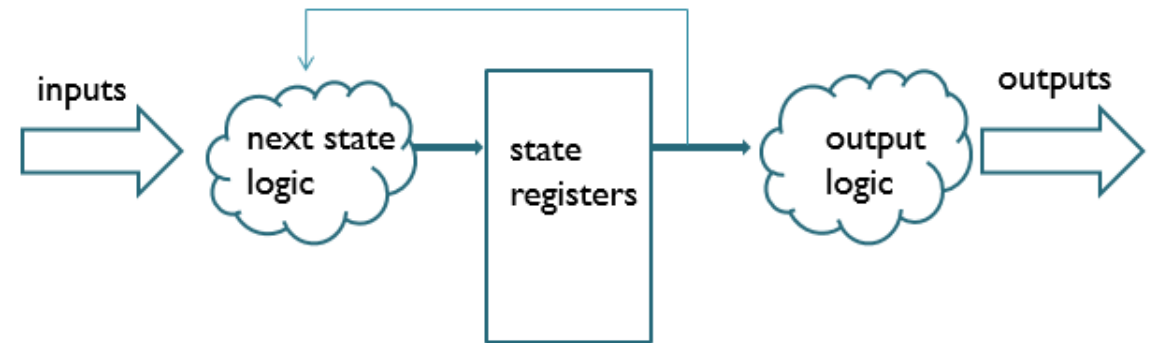 inputs
next state
logic
state
registers
output
logic
outputs